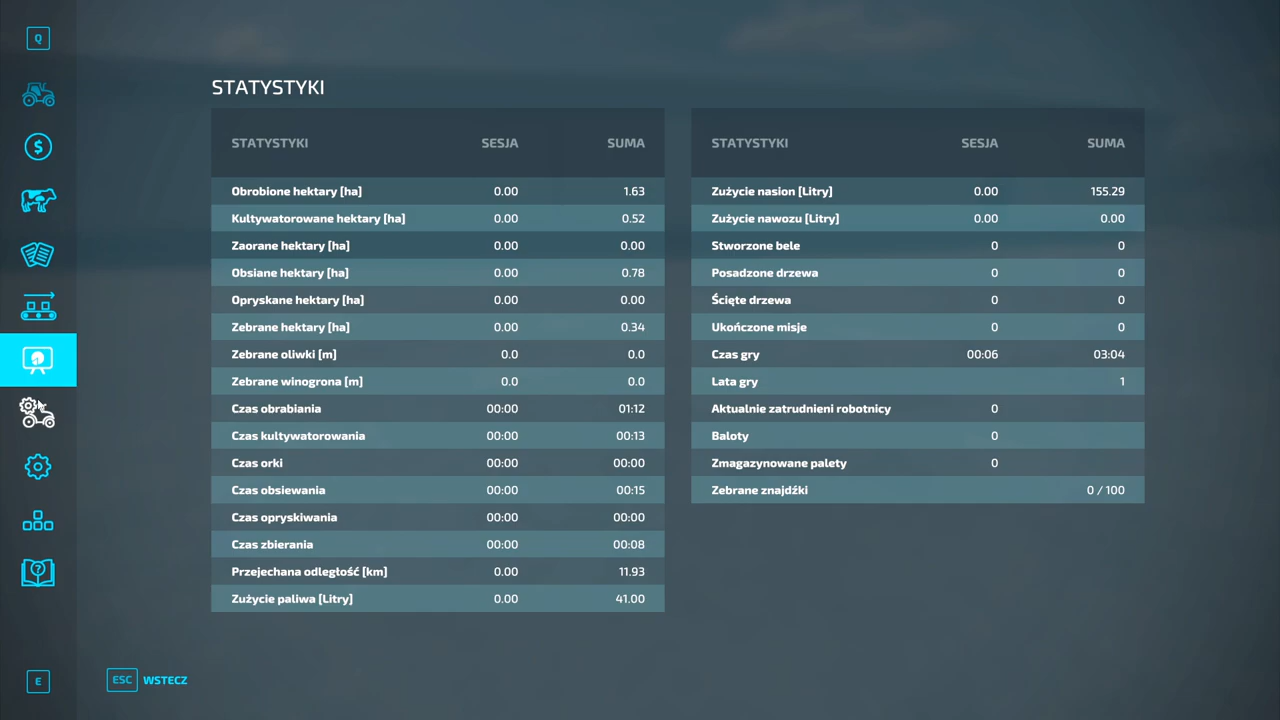 Q
STATYSTYKI
STATYSTYKI SESJA SUMA
Obrobione hektary [ha] 0.00 1.63
Kultywatorowane hektary [ha] 0.00 0.52
Zaorane hektary [ha] 0.00 0.00
Obsiane hektary [ha] 0.00 0.78
Opryskane hektary [ha] 0.00 0.00
Zebrane hektary [ha] 0.00 0.34
Zebrane oliwki [m] 0.0 0.0
Zebrane winogrona [m] 0.0 0.0
Czas obrabiania 00:00 01:12
Czas kultywatorowania 00:00 00:13
Czas orki 00:00 00:00
Czas obsiewania 00:00 00:15
Czas opryskiwania 00:00 00:00
Czas zbierania 00:00 00:08
Przejechana odległość [km] 0.00 11.93
Zużycie paliwa [Litry] 0.00 41.00
STATYSTYKI SESJA SUMA
Zużycie nasion [Litry] 0.00 155.29
Zużycie nawozu [Litry] 0.00 0.00
Stworzone bele 0 0
Posadzone drzewa 0 0
Ścięte drzewa 0 0
Ukończone misje 0 0
Czas gry 00:06 03:04
Lata gry 1
Aktualnie zatrudnieni robotnicy 0
Baloty 0
Zmagazynowane palety 0
Zebrane znajdźki 0 / 100
E
ESC WSTECZ